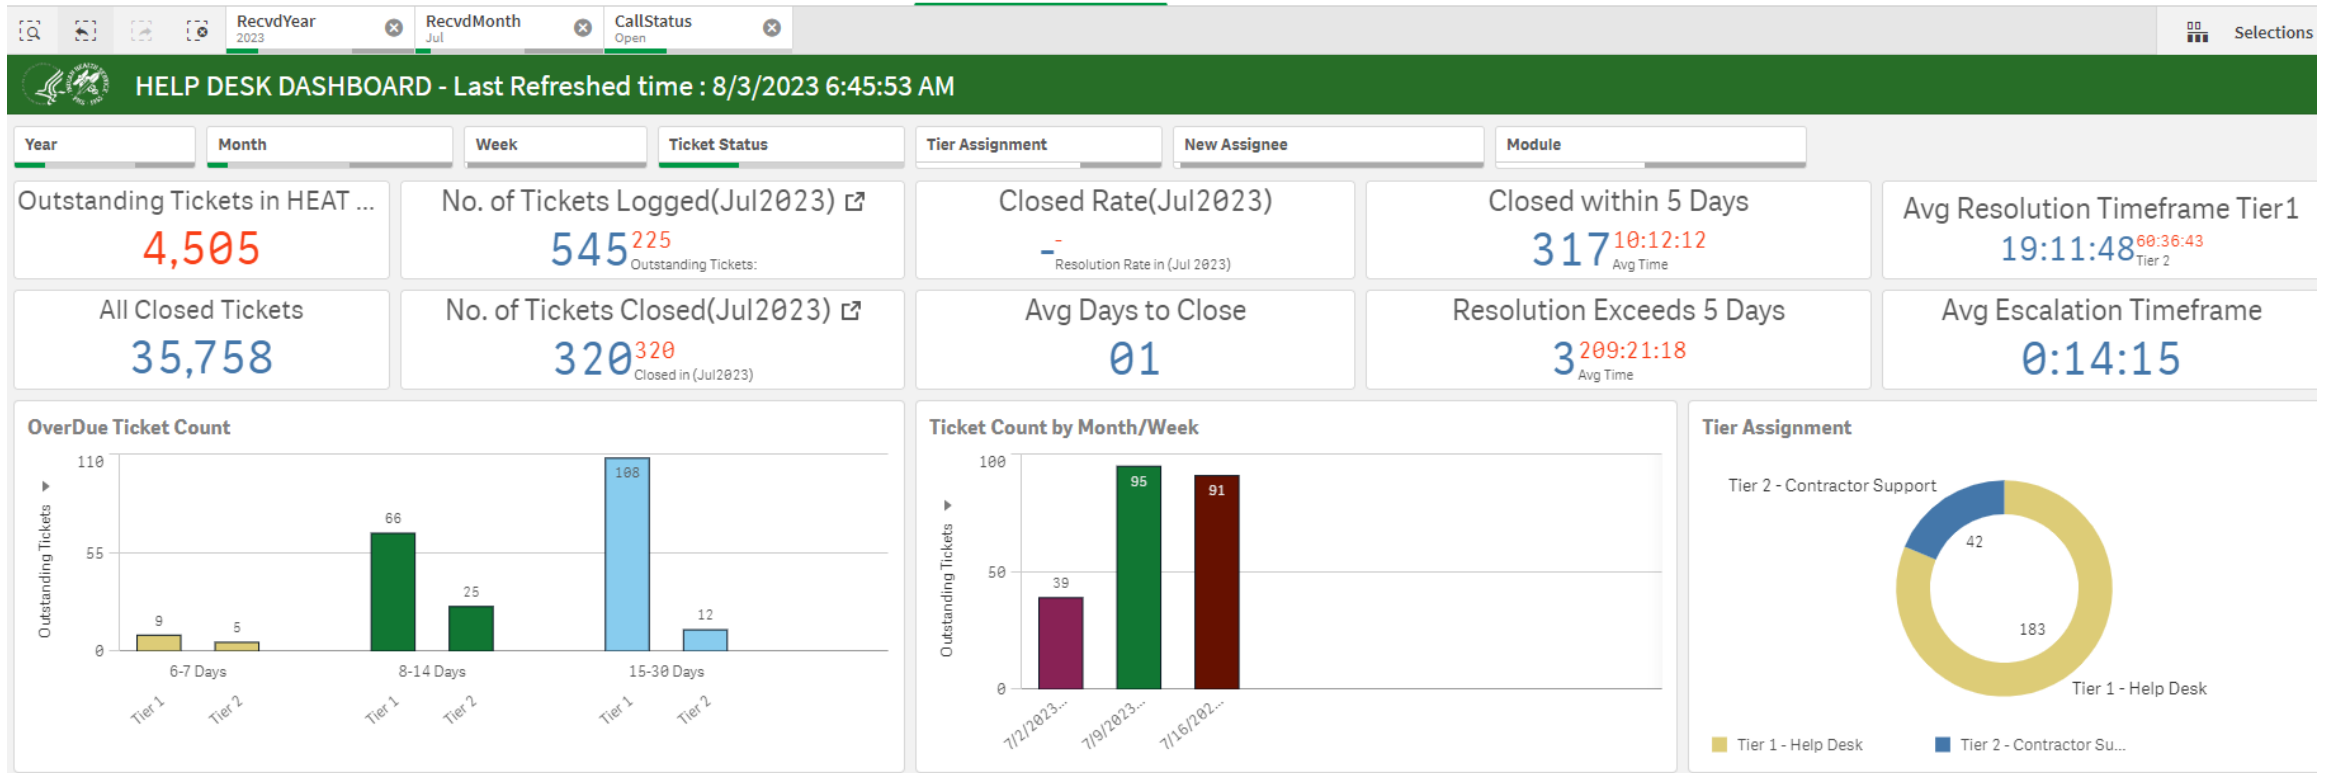 RecvdYear
2023
RecvdMonth
Jul
CallStatus
Open
Selections
HELP DESK DASHBOARD - Last Refreshed time : 8/3/2023 6:45:53 AM
Year
Month
Week
Ticket Status
Tier Assignment
New Assignee
Module
Outstanding Tickets in HEAT ...
4,505
No. of Tickets Logged(Jul2023)
545 225
Outstanding Tickets:
Closed Rate(Jul2023)
- -
Resolution Rate in (Jul 2023)
Closed within 5 Days
317 10:12:12
Avg Time
Avg Resolution Timeframe Tier1
19:11:48 60:36:43
Tier 2
All Closed Tickets
35,758
No. of Tickets Closed(Jul2023)
320 320
Closed in (Jul2023)
Avg Days to Close
01
Resolution Exceeds 5 Days
3 209:21:18
Avg Time
Avg Escalation Timeframe
0:14:15
OverDue Ticket Count
Outstanding Tickets
110
55
0
9
5
66
25
108
12
6-7 Days
8-14 Days
15-30 Days
Tier 1
Tier 2
Tier 1
Tier 2
Tier 1
Tier 2
Ticket Count by Month/Week
Outstanding Tickets
100
50
0
39
95
91
7/2/2023...
7/9/2023...
7/16/202...
Tier Assignment
Tier 2 - Contractor Support
42
183
Tier 1 - Help Desk
Tier 1 - Help Desk
Tier 2 - Contractor Su...